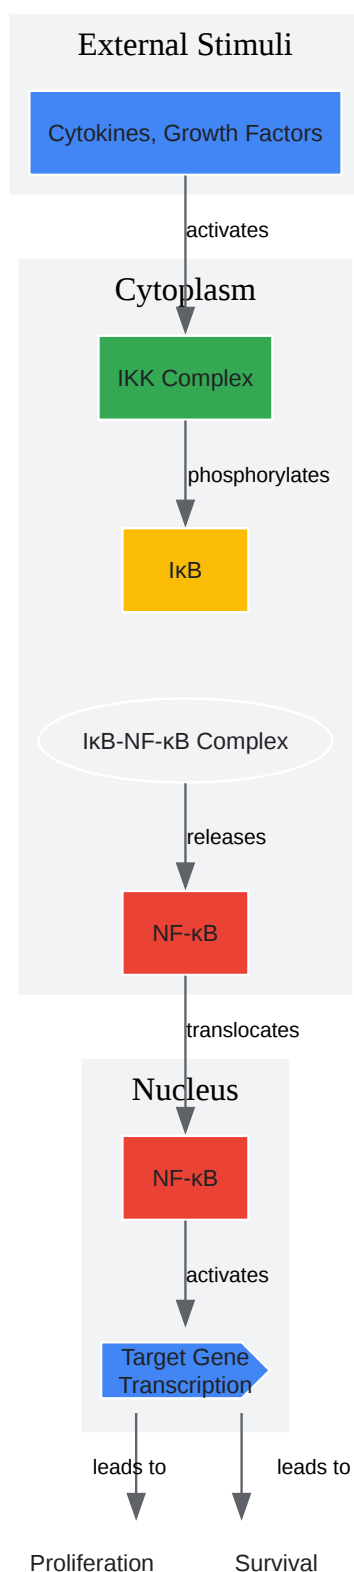 External Stimuli
Cytokines, Growth Factors
activates
Cytoplasm
IKK Complex
phosphorylates
IκB
IκB-NF-κB Complex
releases
NF-κB
translocates
Nucleus
NF-κB
activates
Target Gene
Transcription
leads to
leads to
Proliferation
Survival